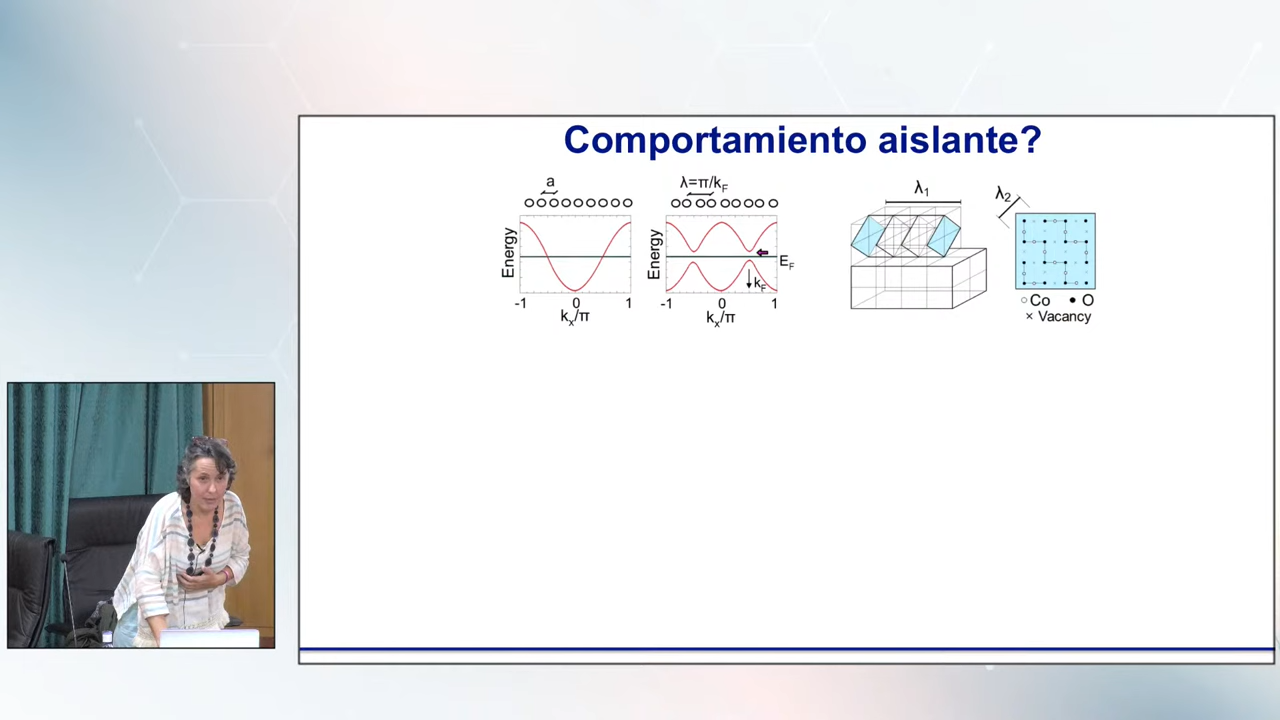 Comportamiento aislante?
a
Energy
-1 0 1
kx/π
λ=π/kF
Energy
EF
kF
-1 0 1
kx/π
λ1
λ2
○ Co ● O
× Vacancy